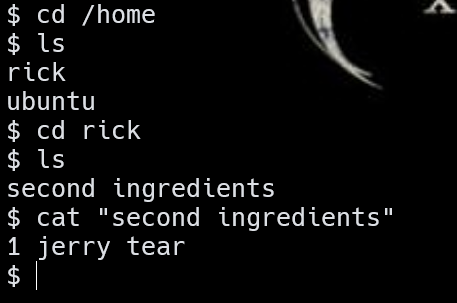 $ cd /home
$ ls
rick
ubuntu
$ cd rick
$ ls
second ingredients
$ cat "second ingredients"
1 jerry tear
$